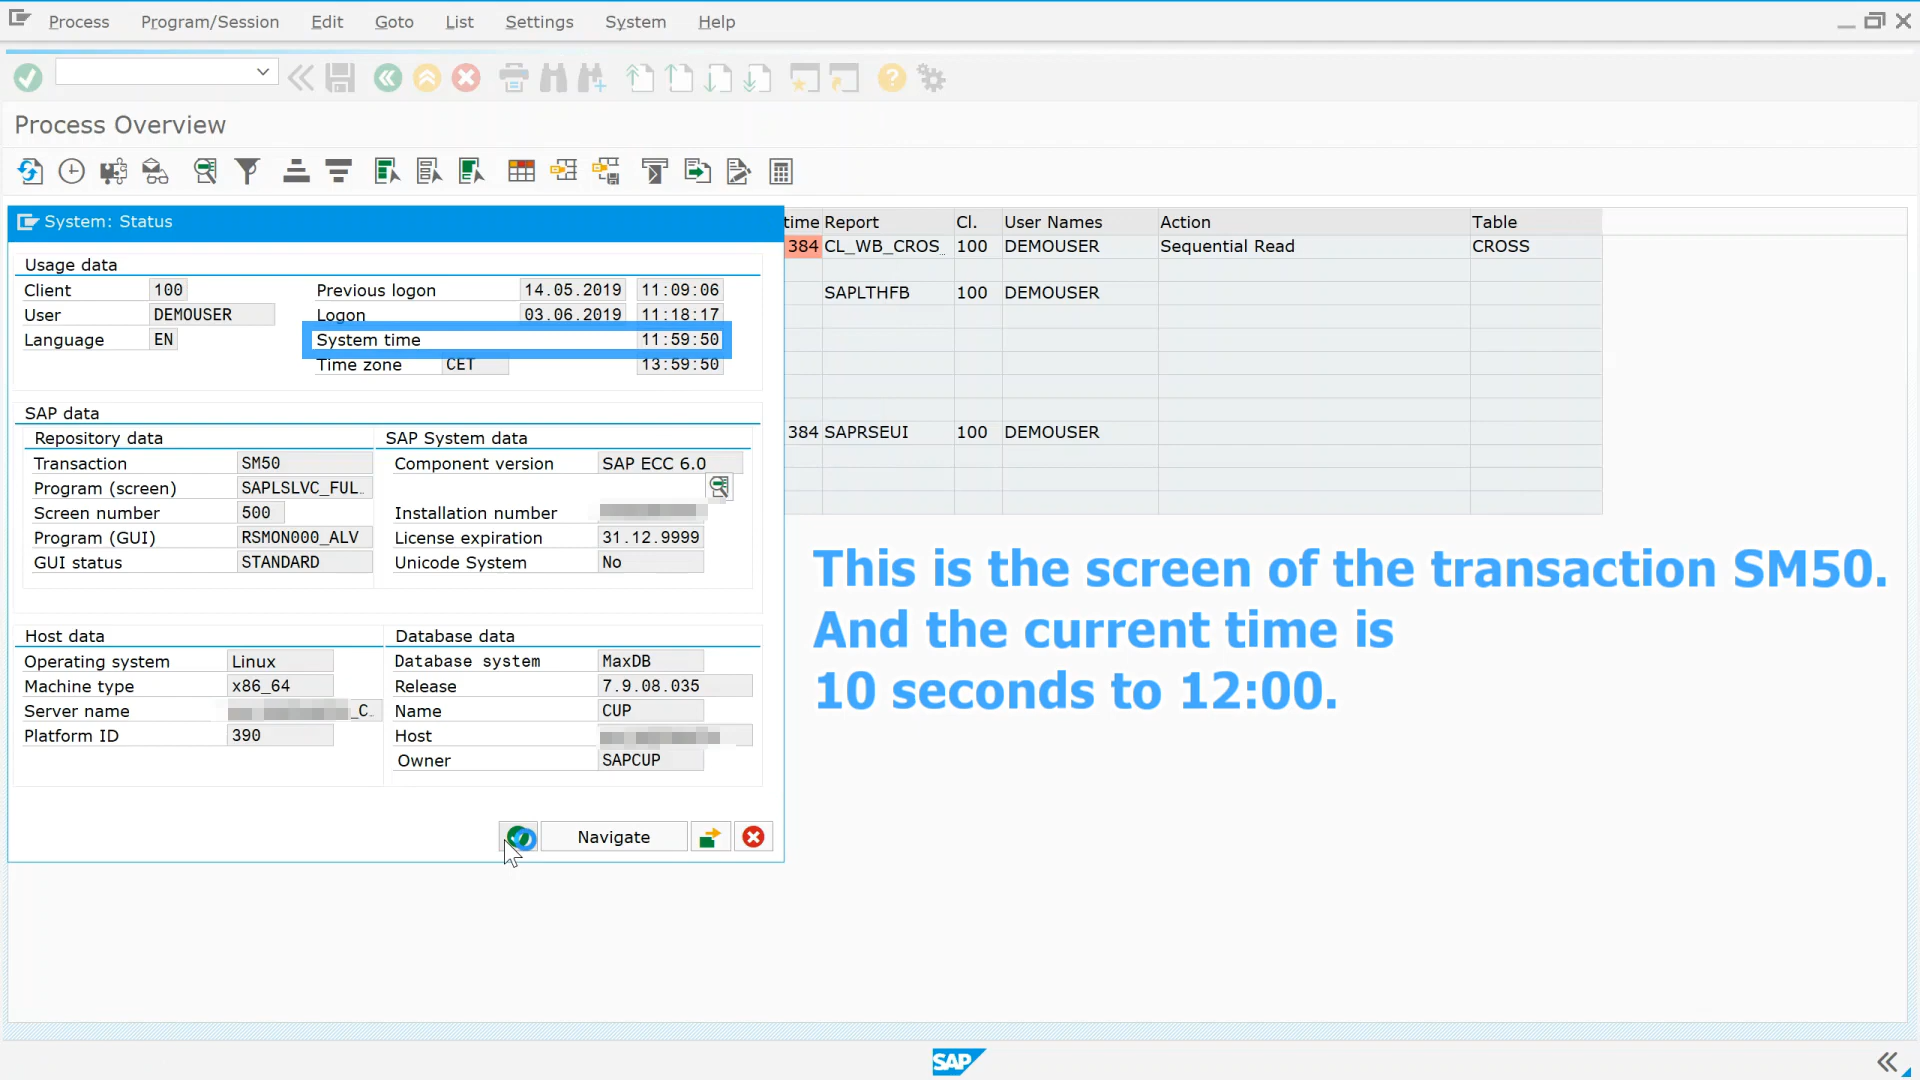 Process Program/Session Edit Goto List Settings System Help
Process Overview
System: Status
Usage data
Client 100
User DEMOUSER
Language EN
Previous logon 14.05.2019 11:09:06
Logon 03.06.2019 11:18:17
System time 11:59:50
Time zone CET 13:59:50
SAP data
Repository data
Transaction SM50
Program (screen) SAPLSLVC_FUL..
Screen number 500
Program (GUI) RSMON000_ALV
GUI status STANDARD
SAP System data
Component version SAP ECC 6.0
Installation number
License expiration 31.12.9999
Unicode System No
Host data
Operating system Linux
Machine type x86_64
Server name _C..
Platform ID 390
Database data
Database system MaxDB
Release 7.9.08.035
Name CUP
Host
Owner SAPCUP
Navigate
time Report Cl. User Names Action Table
384 CL_WB_CROS... 100 DEMOUSER Sequential Read CROSS
SAPLTHFB 100 DEMOUSER
384 SAPRSEUI 100 DEMOUSER
This is the screen of the transaction SM50.
And the current time is
10 seconds to 12:00.
SAP